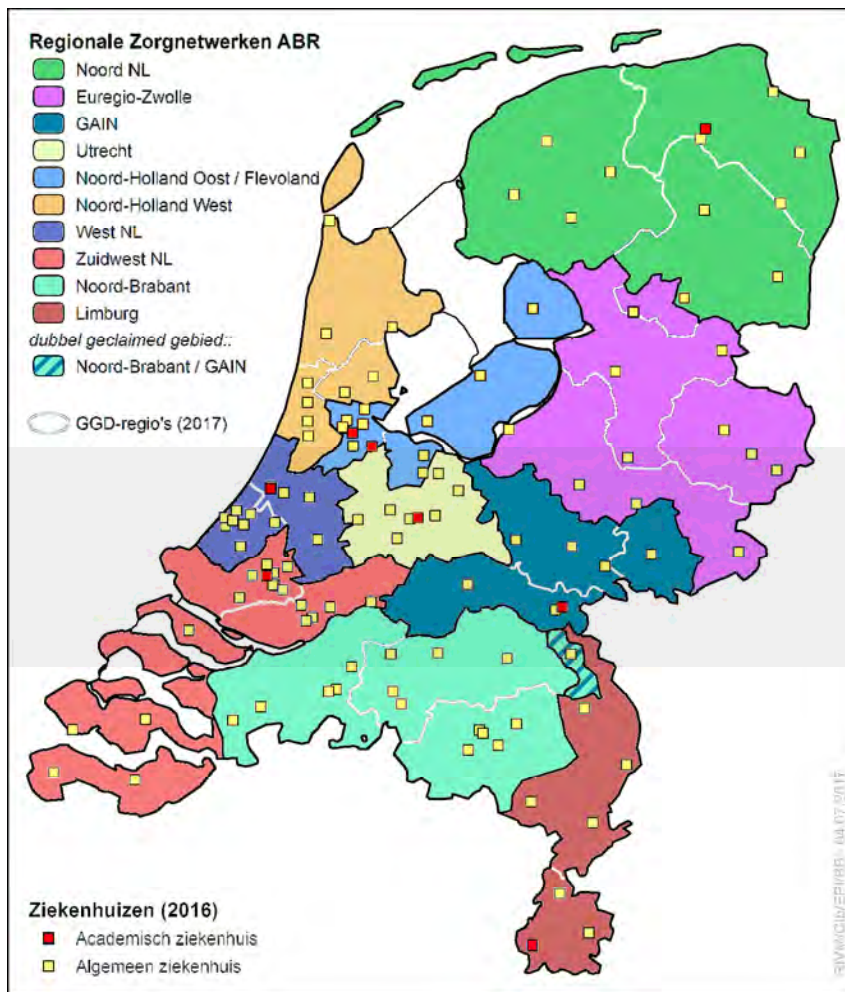 Regionale Zorgnetwerken ABR
Noord NL
Euregio-Zwolle
GAIN
Utrecht
Noord-Holland Oost / Flevoland
Noord-Holland West
West NL
Zuidwest NL
Noord-Brabant
Limburg
dubbel geclaimed gebied::
Noord-Brabant / GAIN
GGD-regio's (2017)
Ziekenhuizen (2016)
Academisch ziekenhuis
Algemeen ziekenhuis